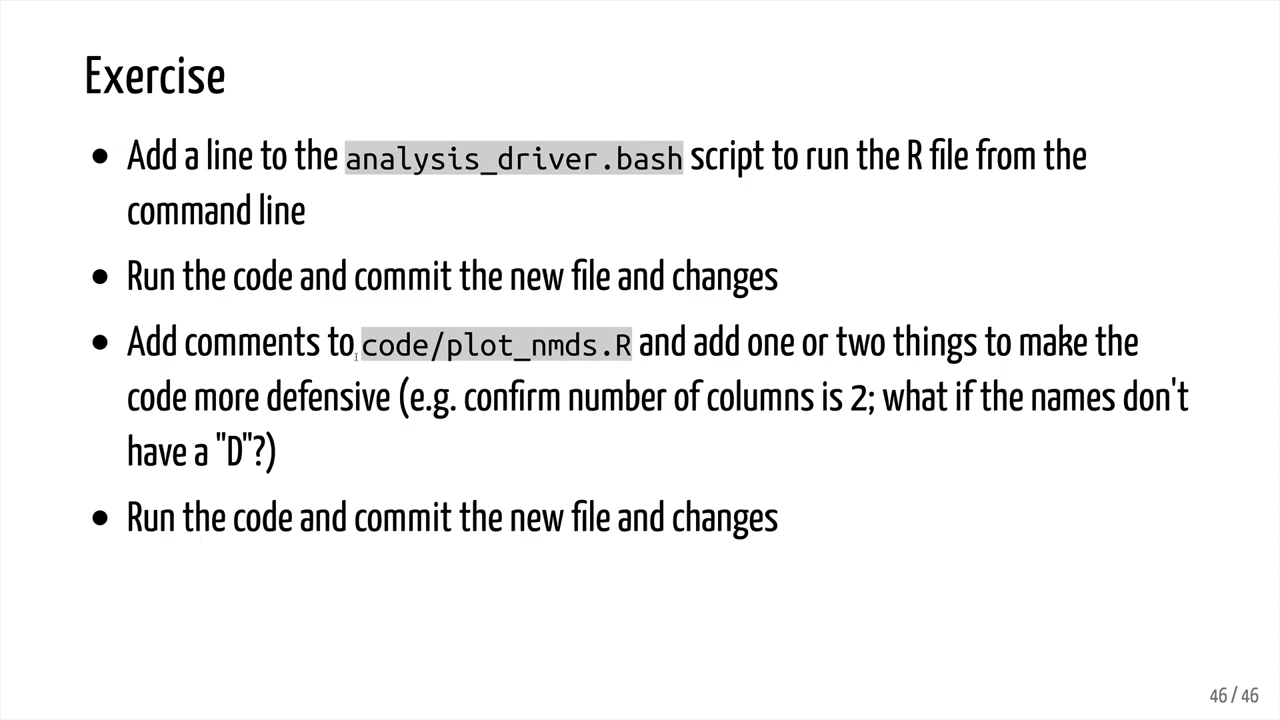 Exercise
• Add a line to the analysis_driver.bash script to run the R file from the
command line
• Run the code and commit the new file and changes
• Add comments to code/plot_nmds.R and add one or two things to make the
code more defensive (e.g. confirm number of columns is 2; what if the names don't
have a "D"?)
• Run the code and commit the new file and changes
46 / 46